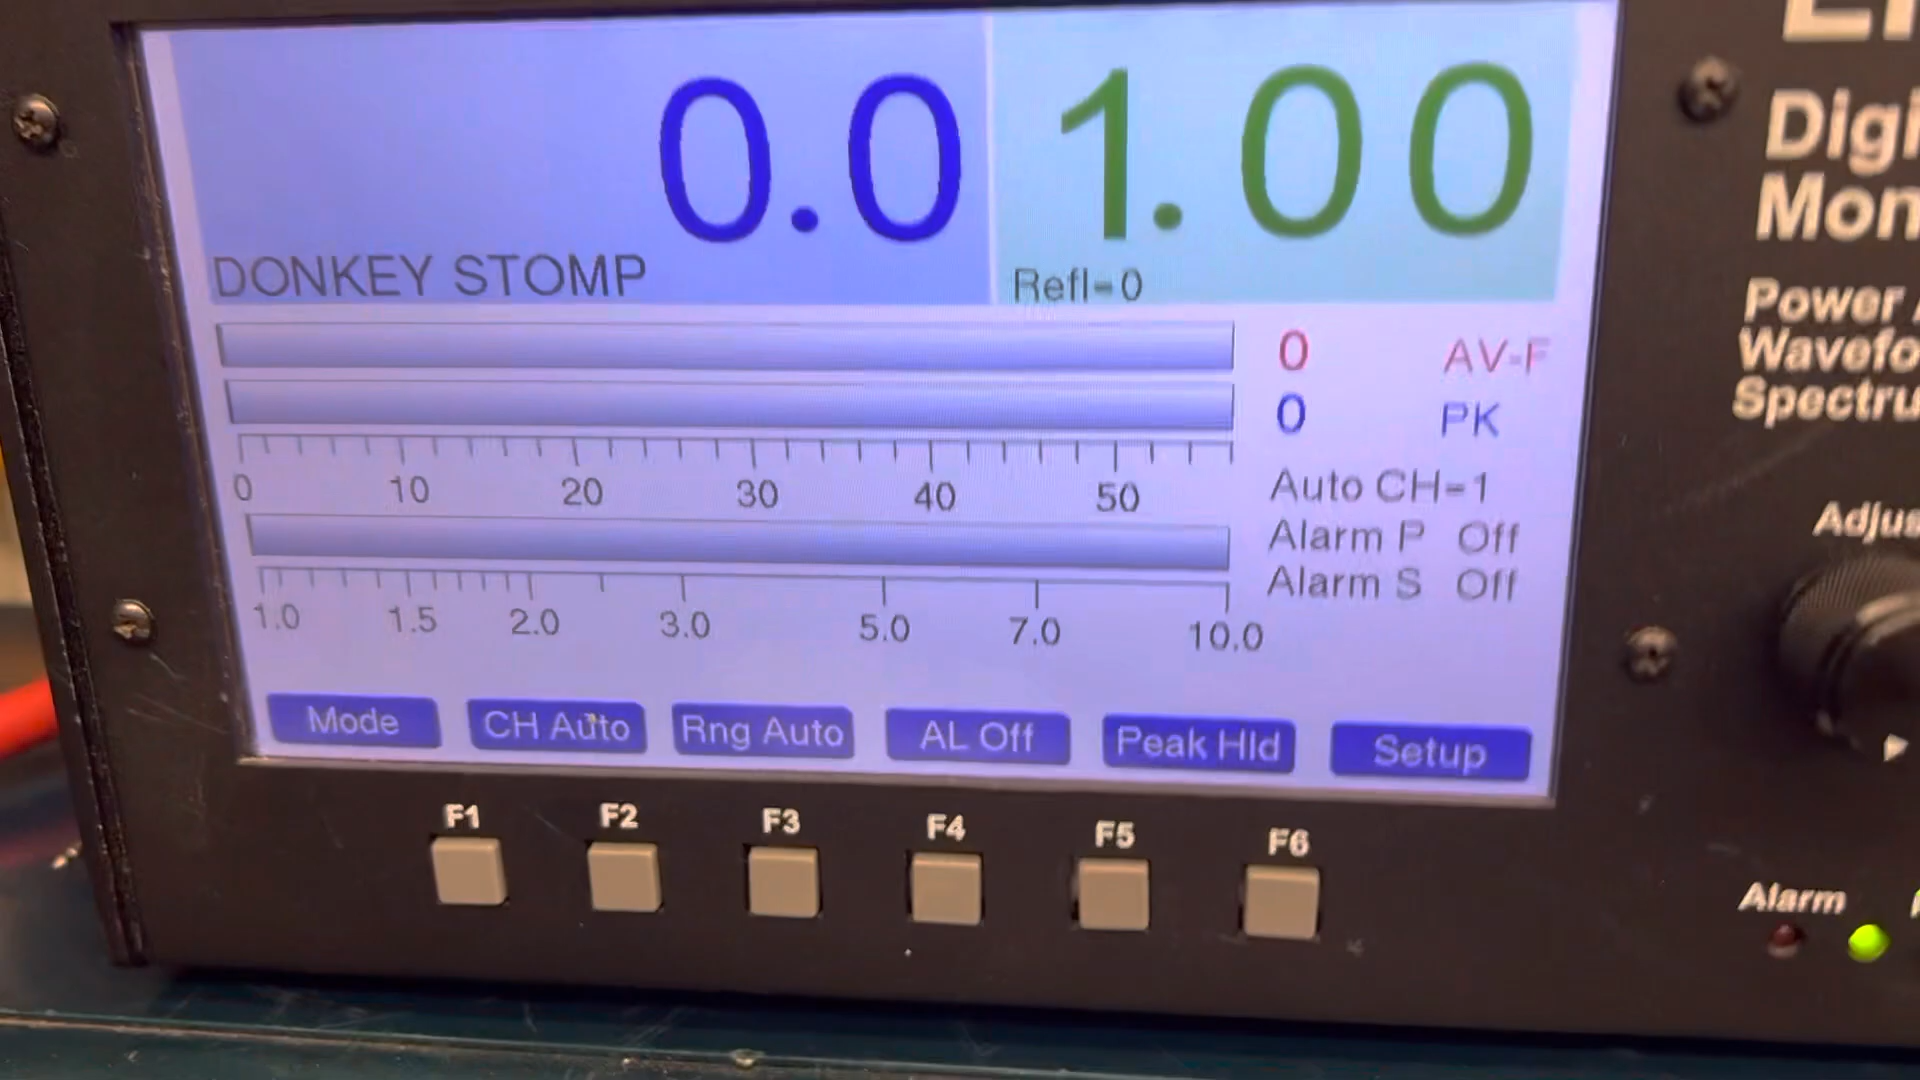 0.0 1.00
DONKEY STOMP
Refl=0
0 AV-F
0 PK
0 10 20 30 40 50
Auto CH=1
Alarm P Off
Alarm S Off
1.0 1.5 2.0 3.0 5.0 7.0 10.0
Mode CH Auto Rng Auto AL Off Peak Hld Setup
F1 F2 F3 F4 F5 F6
Digi
Mon
Power
Wavefo
Spectru
Adjus
Alarm